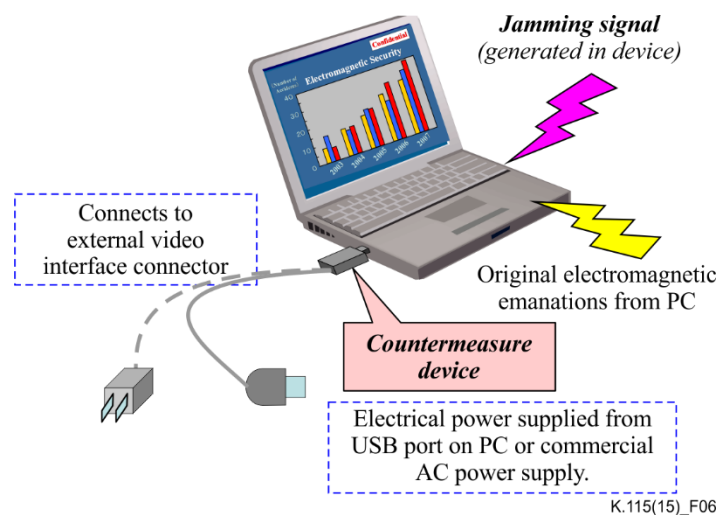 Jamming signal
(generated in device)
Confidential
Electromagnetic Security
40
30
20
10
0
2003
2004
2005
2006
2007
Connects to
external video
interface connector
Original electromagnetic
emanations from PC
Countermeasure
device
Electrical power supplied from
USB port on PC or commercial
AC power supply.
K.115(15)_F06